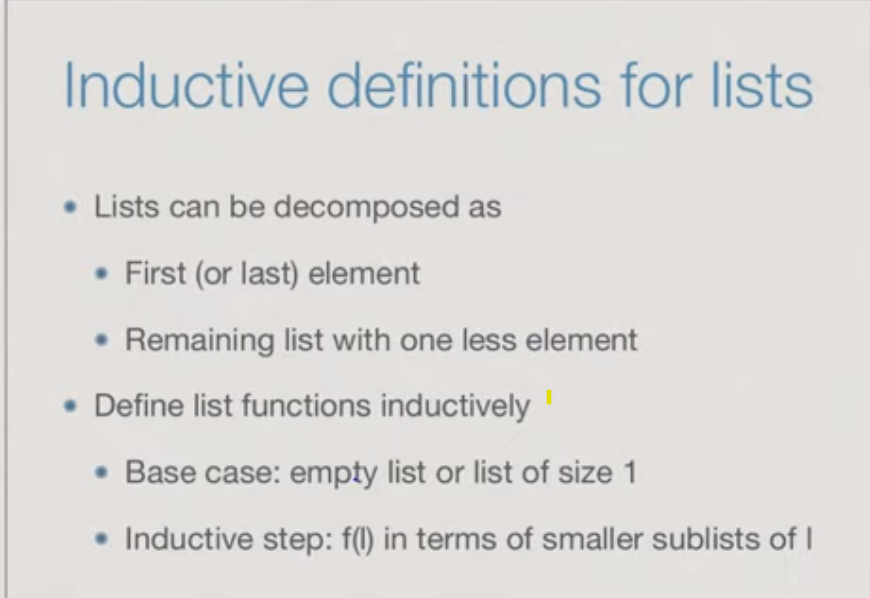 Inductive definitions for lists
Lists can be decomposed as
First (or last) element
Remaining list with one less element
Define list functions inductively
Base case: empty list or list of size 1
Inductive step: f(l) in terms of smaller sublists of l